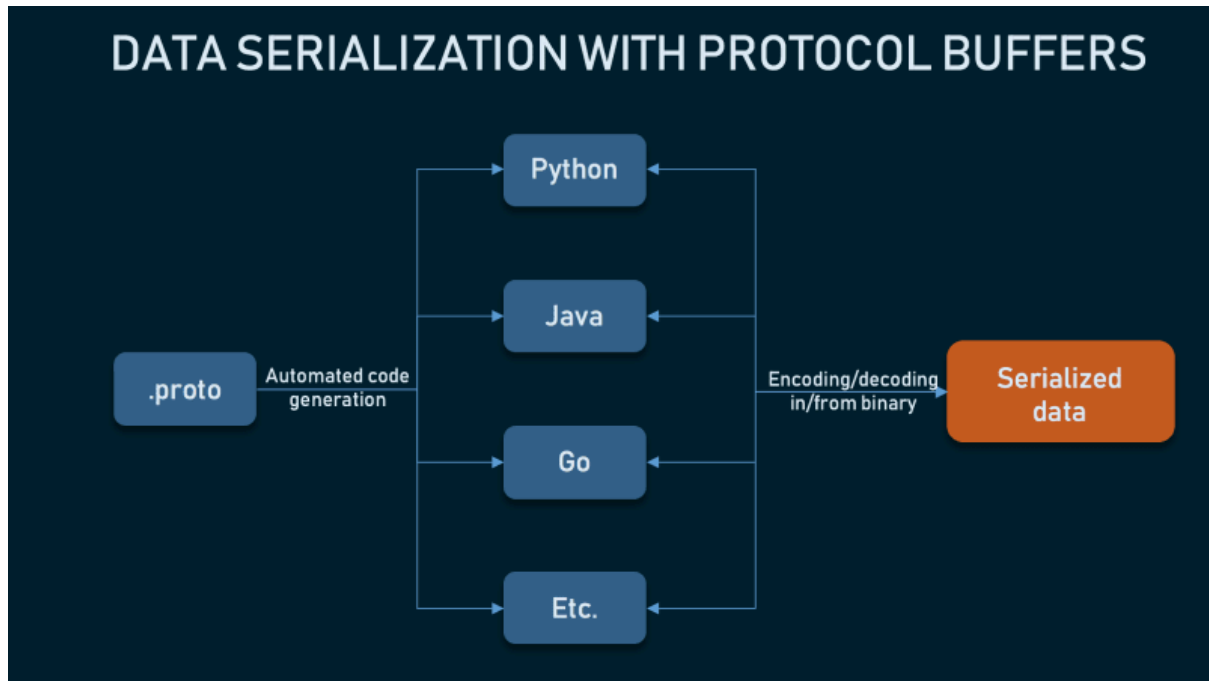 DATA SERIALIZATION WITH PROTOCOL BUFFERS
.proto
Automated code
generation
Python
Java
Go
Etc.
Encoding/decoding
in/from binary
Serialized
data